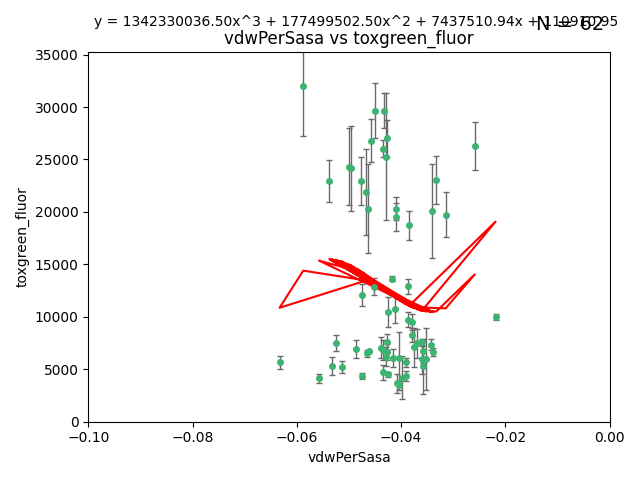 y = 1342330036.50x^3 + 177499502.50x^2 + 7437510.94x +
N = 62
vdwPerSasa vs toxgreen_fluor
35000
30000
25000
20000
15000
10000
5000
0
toxgreen_fluor
−0.10
−0.08
−0.06
−0.04
−0.02
0.00
vdwPerSasa